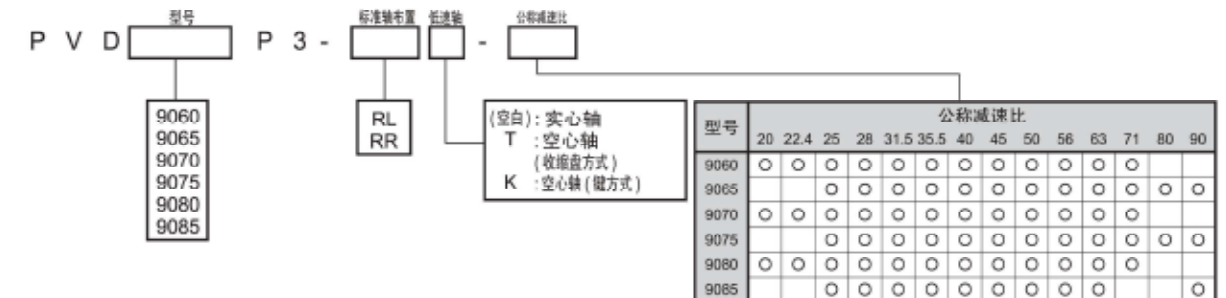 型号 标准轴布置 低速轴 公称减速比
P V D P 3 - -
9060
9065
9070
9075
9080
9085
RL
RR
(空白) : 实心轴
T : 空心轴
(收缩盘方式)
K : 空心轴 (键方式)
型号 公称减速比
20 22.4 25 28 31.5 35.5 40 45 50 56 63 71 80 90
9060 ○ ○ ○ ○ ○ ○ ○ ○ ○ ○ ○ ○
9065 ○ ○ ○ ○ ○ ○ ○ ○ ○ ○ ○ ○
9070 ○ ○ ○ ○ ○ ○ ○ ○ ○ ○ ○ ○
9075 ○ ○ ○ ○ ○ ○ ○ ○ ○ ○ ○ ○
9080 ○ ○ ○ ○ ○ ○ ○ ○ ○ ○ ○ ○
9085 ○ ○ ○ ○ ○ ○ ○ ○ ○ ○